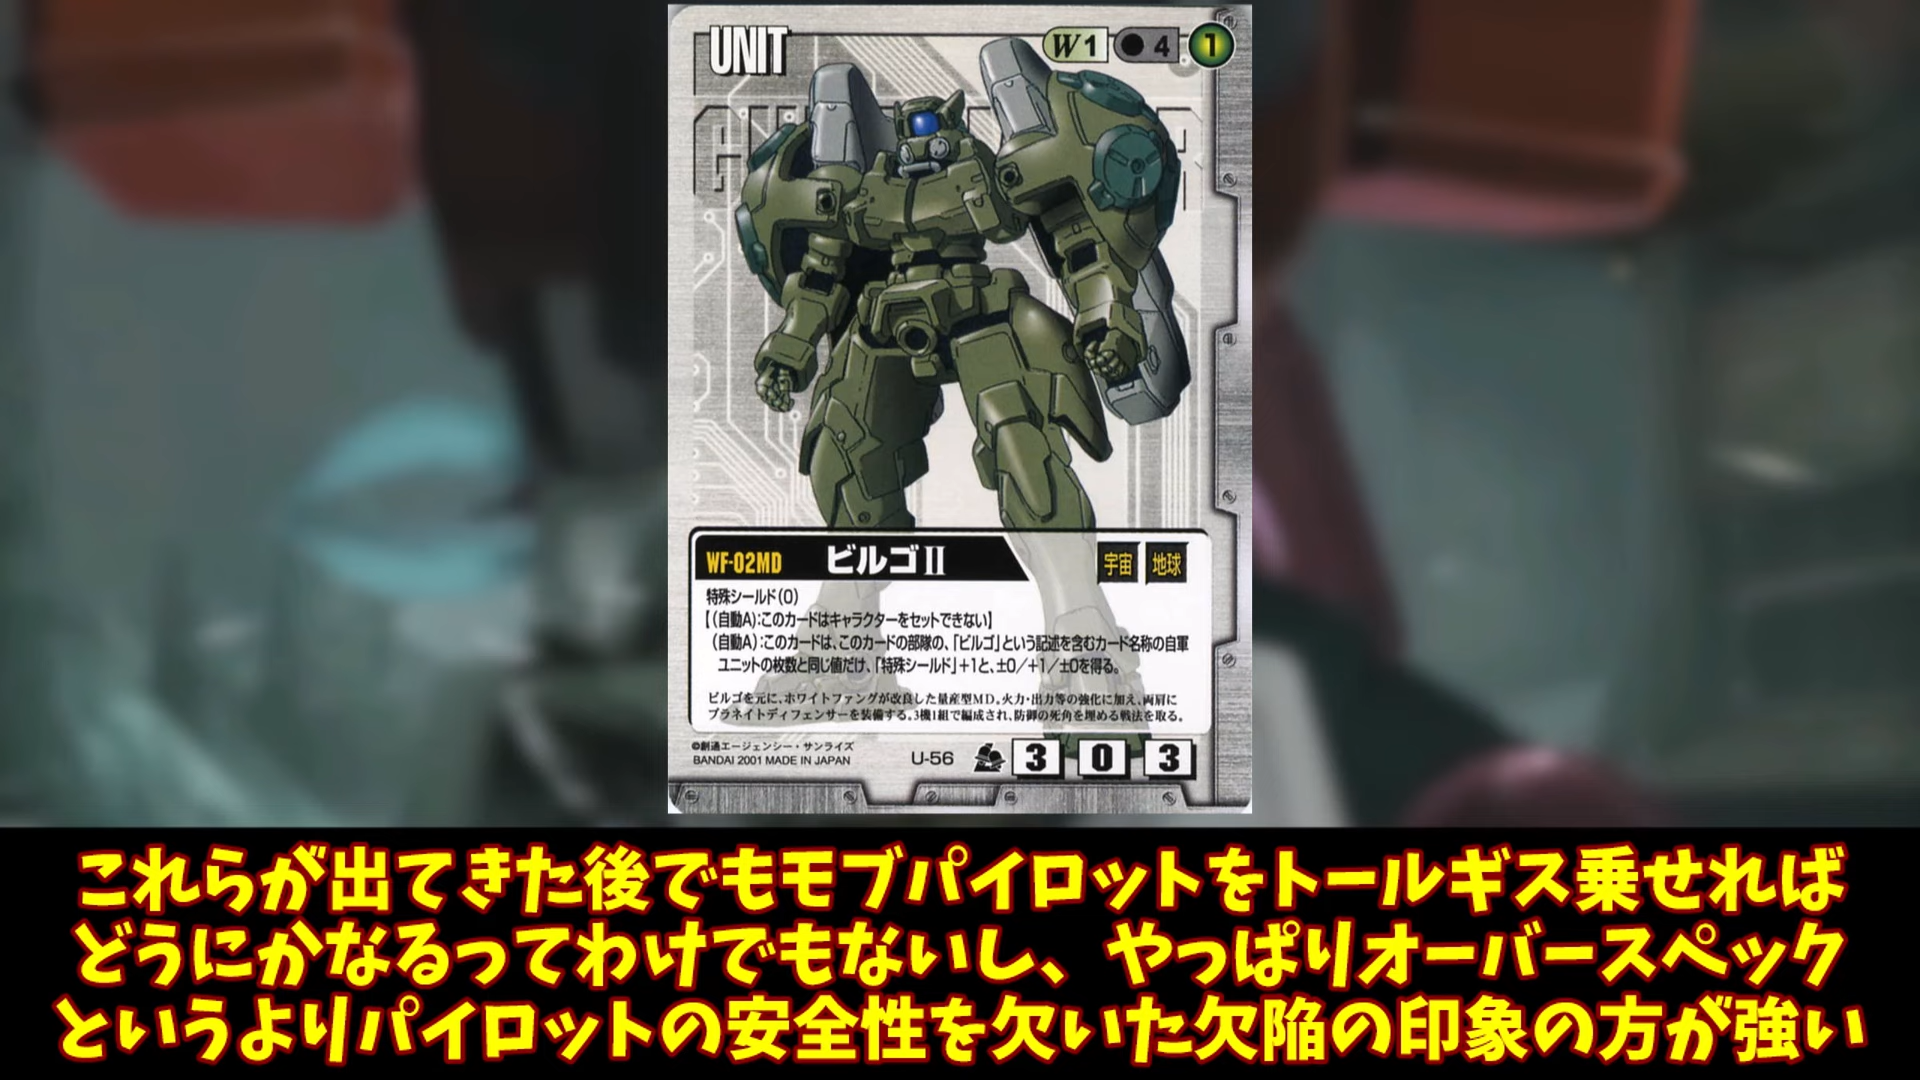 UNIT
W1 ● 4 1
WF-02MD ビルゴⅡ 宇宙 地球
特殊シールド(0)
【(自動A):このカードはキャラクターをセットできない】
(自動A):このカードは、このカードの部隊の、「ビルゴ」という記述を含むカード名称の自軍
ユニットの枚数と同じ値だけ、「特殊シールド」+1と、±0/+1/±0を得る。
ビルゴを元に、ホワイトファングが改良した量産型MD。火力・出力等の強化に加え、両肩に
プラネイトディフェンサーを装備する。3機1組で編成され、防御の死角を埋める戦法を取る。
©創通エージェンシー・サンライズ
BANDAI 2001 MADE IN JAPAN
U-56 3 0 3
これらが出てきた後でもモブパイロットをトールギス乗せれば
どうにかなるってわけでもないし、やっぱりオーバースペック
というよりパイロットの安全性を欠いた欠陥の印象の方が強い